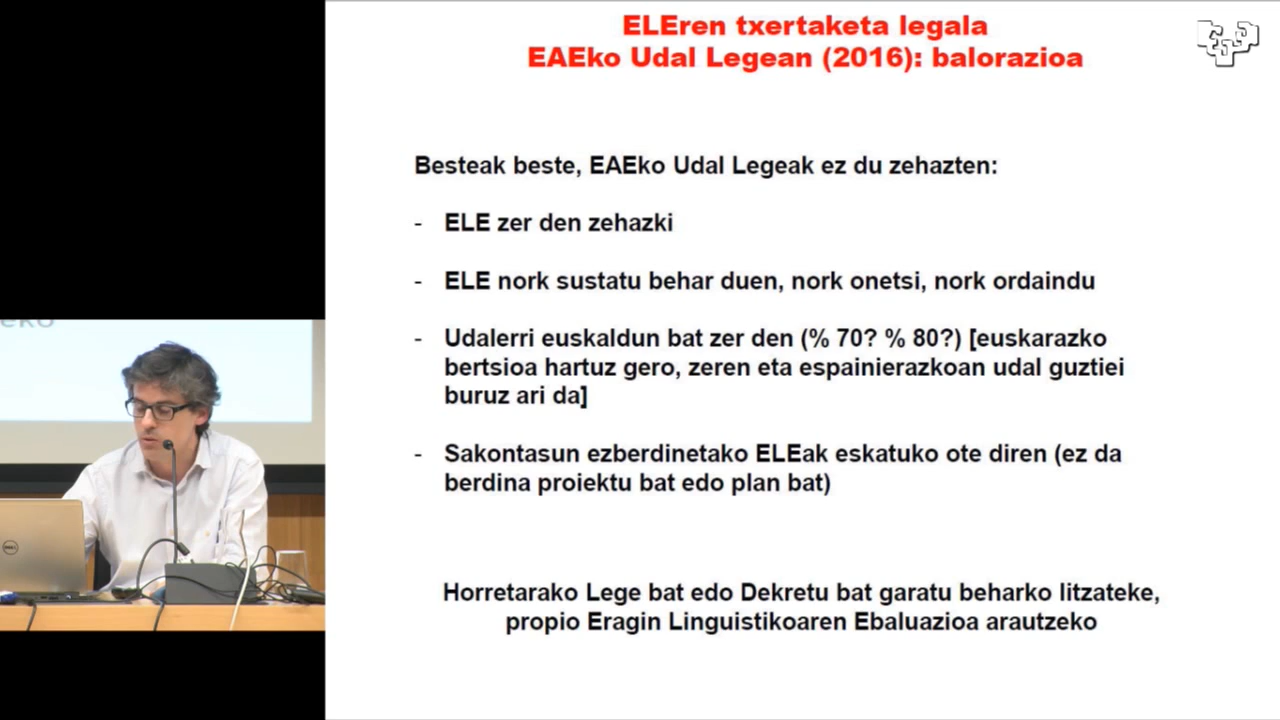 ELEren txertaketa legala
EAEko Udal Legean (2016): balorazioa
Besteak beste, EAEko Udal Legeak ez du zehazten:
- ELE zer den zehazki
- ELE nork sustatu behar duen, nork onetsi, nork ordaindu
- Udalerri euskaldun bat zer den (% 70? % 80?) [euskarazko
bertsioa hartuz gero, zeren eta espainierazkoan udal guztiei
buruz ari da]
- Sakontasun ezberdinetako ELEak eskatuko ote diren (ez da
berdina proiektu bat edo plan bat)
Horretarako Lege bat edo Dekretu bat garatu beharko litzateke,
propio Eragin Linguistikoaren Ebaluazioa arautzeko
eko
DELL